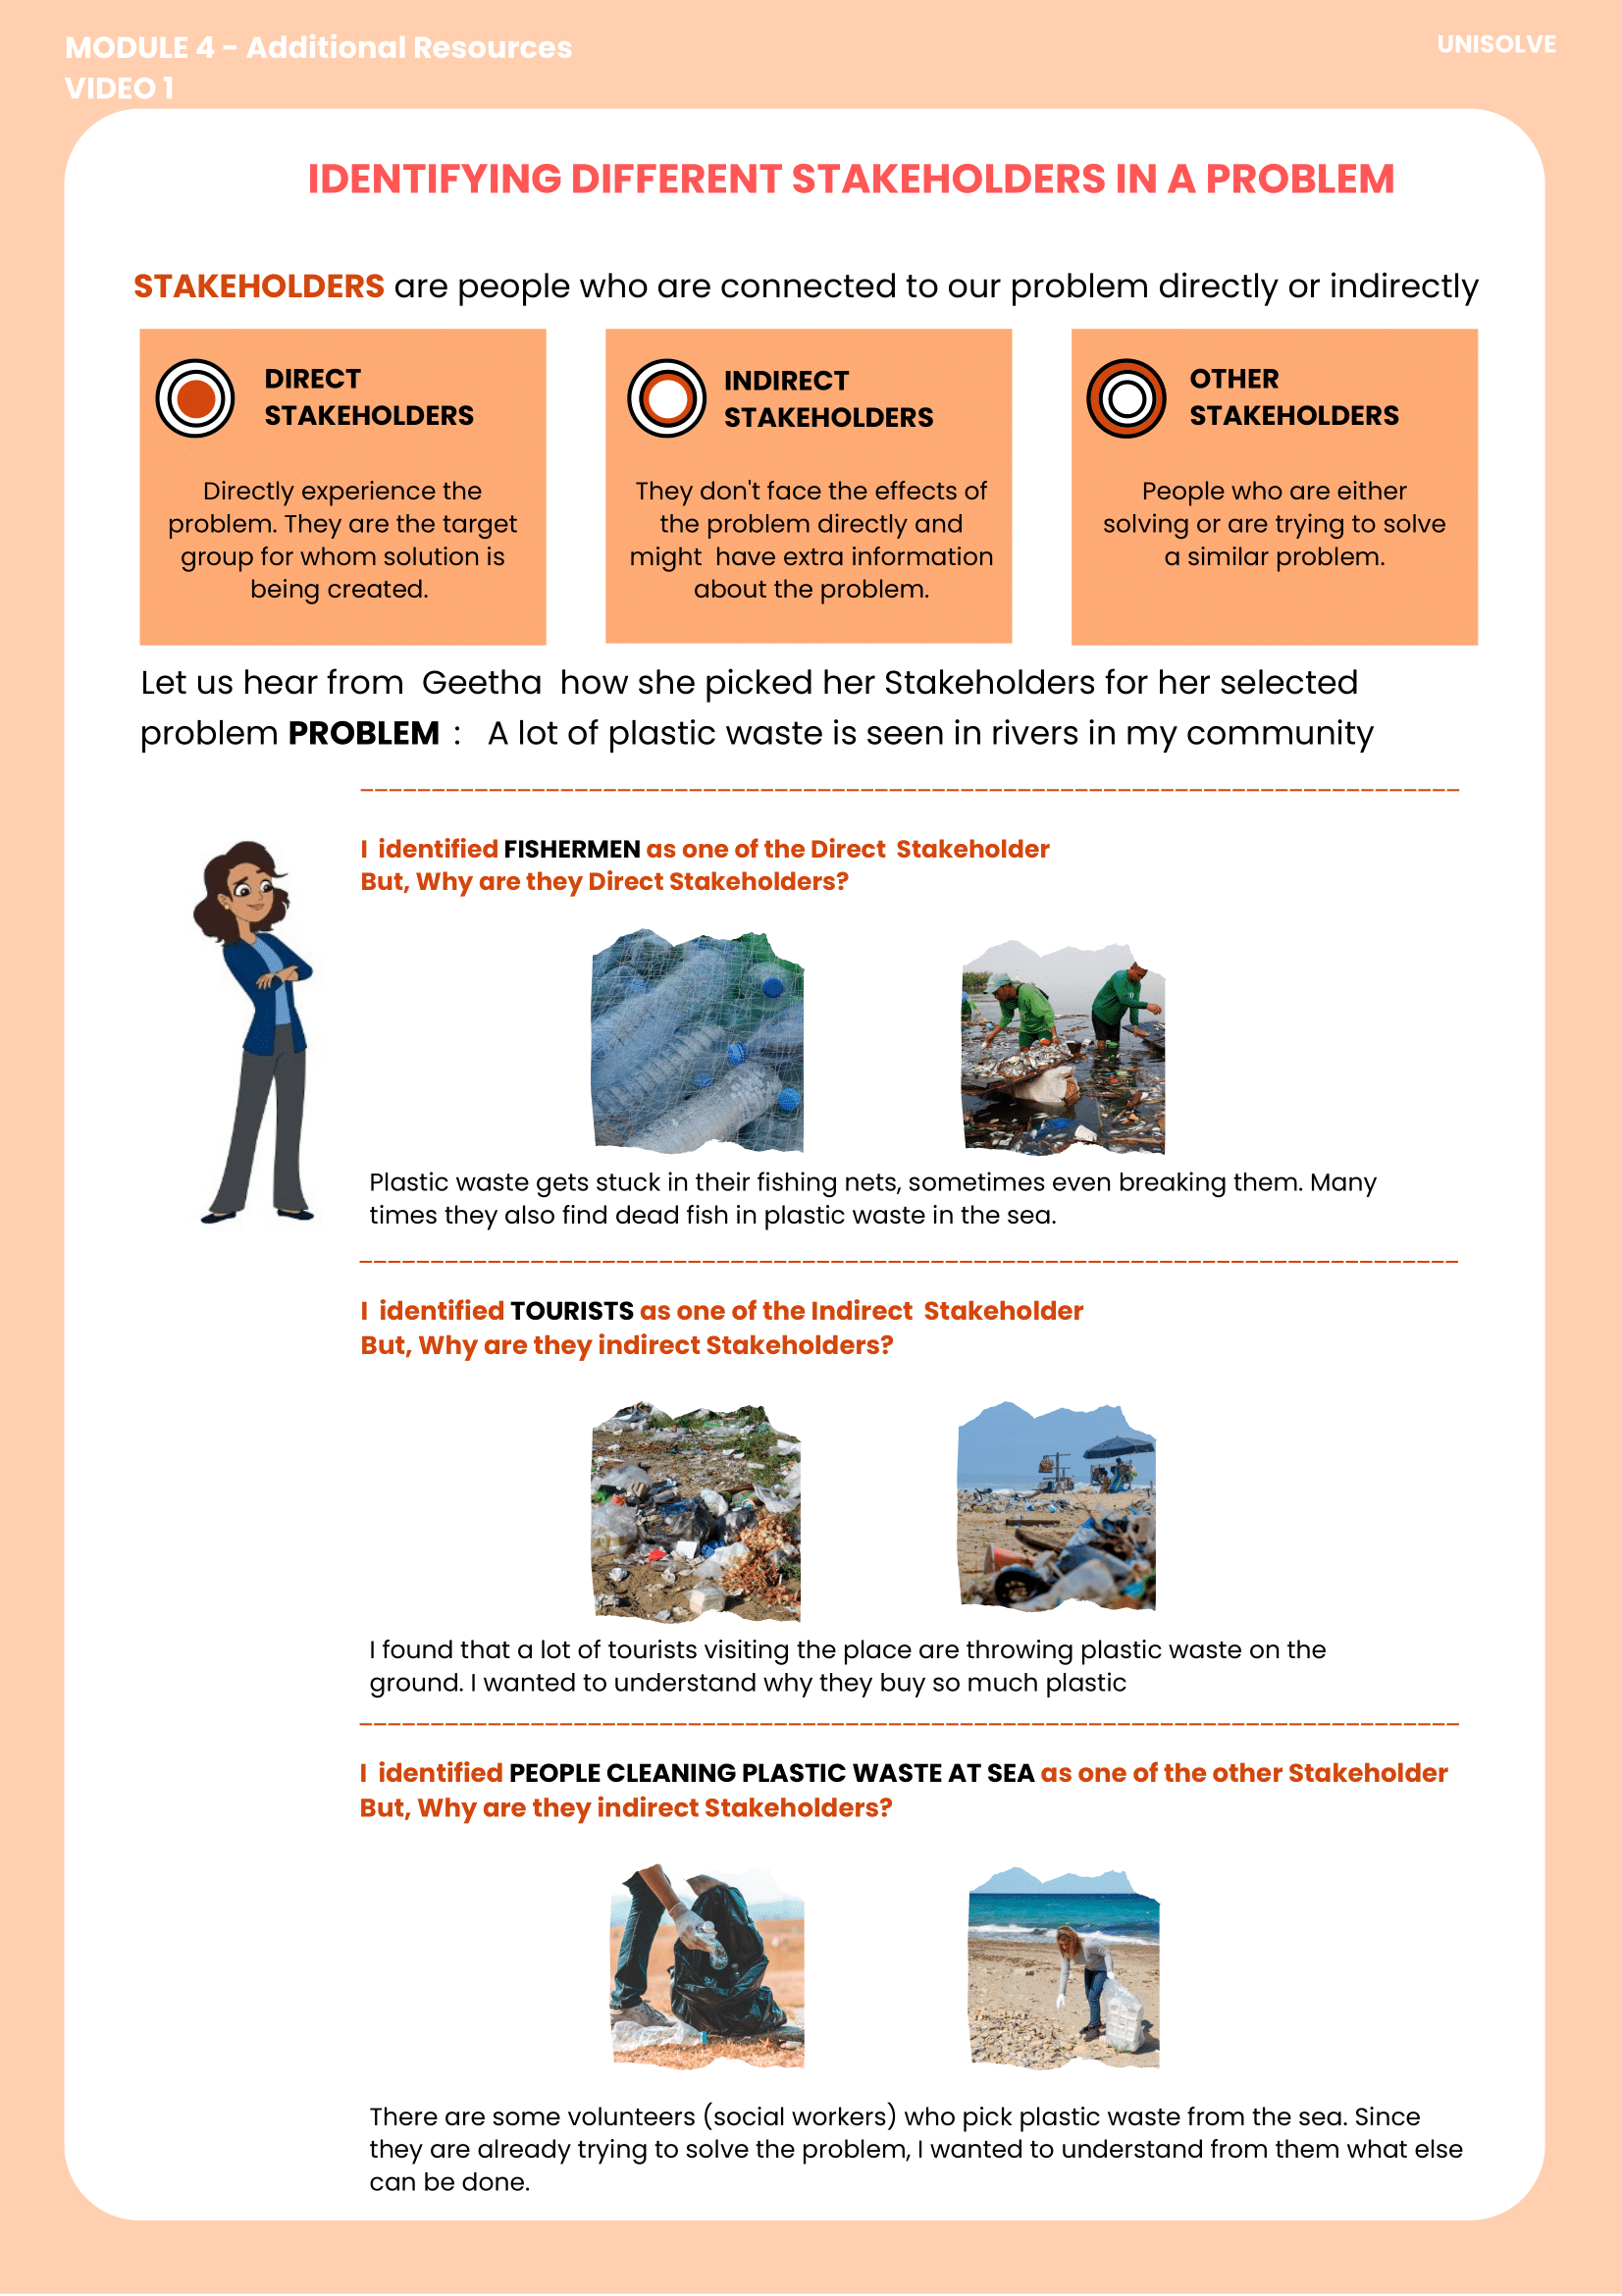 MODULE 4 - Additional Resources
VIDEO 1
UNISOLVE
IDENTIFYING DIFFERENT STAKEHOLDERS IN A PROBLEM
STAKEHOLDERS are people who are connected to our problem directly or indirectly
DIRECT
STAKEHOLDERS
Directly experience the
problem. They are the target
group for whom solution is
being created.
INDIRECT
STAKEHOLDERS
They don't face the effects of
the problem directly and
might have extra information
about the problem.
OTHER
STAKEHOLDERS
People who are either
solving or are trying to solve
a similar problem.
Let us hear from Geetha how she picked her Stakeholders for her selected
problem PROBLEM : A lot of plastic waste is seen in rivers in my community
I identified FISHERMEN as one of the Direct Stakeholder
But, Why are they Direct Stakeholders?
Plastic waste gets stuck in their fishing nets, sometimes even breaking them. Many
times they also find dead fish in plastic waste in the sea.
I identified TOURISTS as one of the Indirect Stakeholder
But, Why are they indirect Stakeholders?
I found that a lot of tourists visiting the place are throwing plastic waste on the
ground. I wanted to understand why they buy so much plastic
I identified PEOPLE CLEANING PLASTIC WASTE AT SEA as one of the other Stakeholder
But, Why are they indirect Stakeholders?
There are some volunteers (social workers) who pick plastic waste from the sea. Since
they are already trying to solve the problem, I wanted to understand from them what else
can be done.